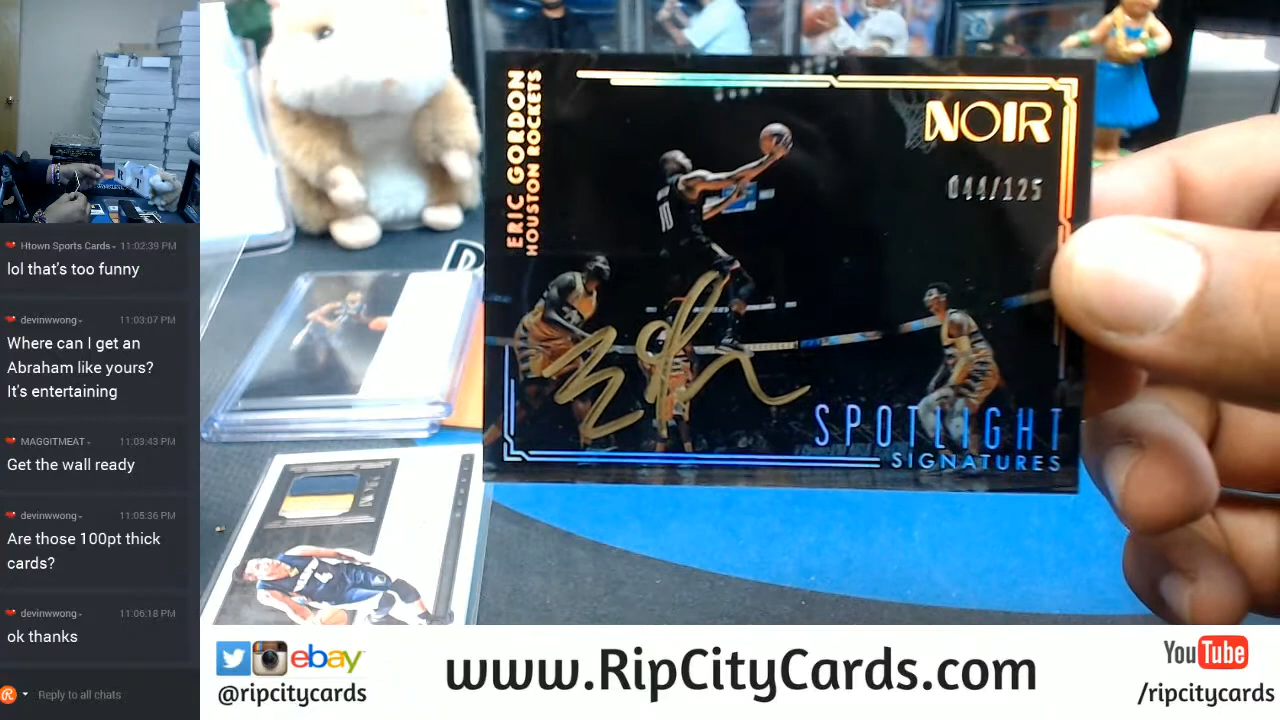 Htown Sports Cards- 11:02:39 PM
lol that's too funny
devinwwong- 11:03:07 PM
Where can I get an
Abraham like yours?
It's entertaining
MAGGITMEAT- 11:03:43 PM
Get the wall ready
devinwwong- 11:05:36 PM
Are those 100pt thick
cards?
devinwwong- 11:06:18 PM
ok thanks
Reply to all chats
ERIC GORDON
HOUSTON ROCKETS
NOIR
044/125
10
SPOTLIGHT
SIGNATURES
ebay
@ripcitycards
www.RipCityCards.com
YouTube
/ripcitycards